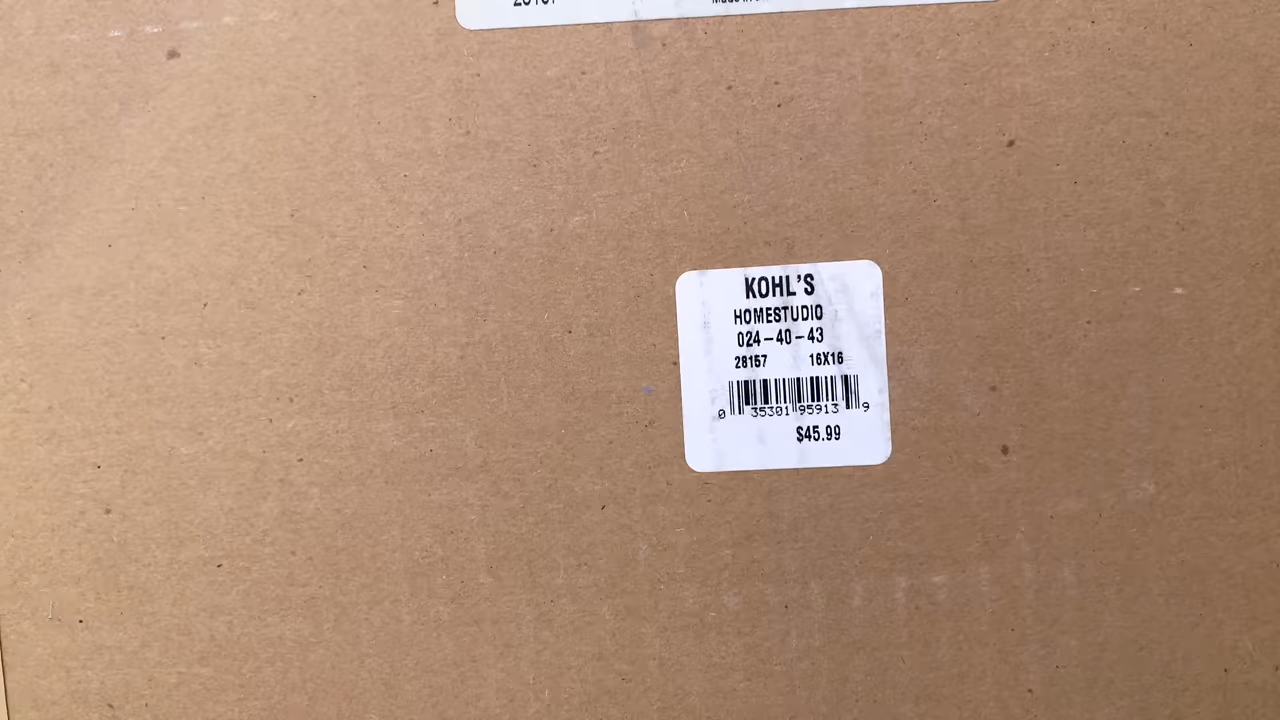 KOHL'S
HOMESTUDIO
024-40-43
28157 16X16
0 35301 95913 9
$45.99